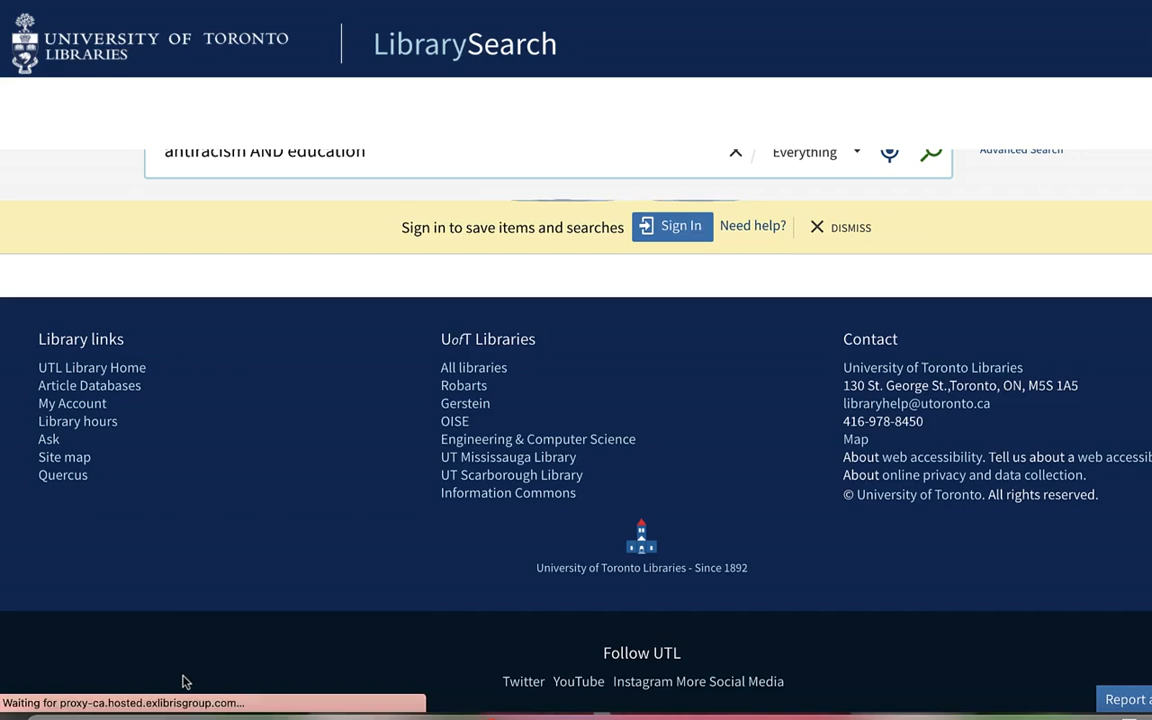 UNIVERSITY OF TORONTO
LIBRARIES
LibrarySearch
antiracism AND education
Everything
Advanced Search
Sign in to save items and searches Sign In Need help? DISMISS
Library links
UTL Library Home
Article Databases
My Account
Library hours
Ask
Site map
Quercus
UofT Libraries
All libraries
Robarts
Gerstein
OISE
Engineering & Computer Science
UT Mississauga Library
UT Scarborough Library
Information Commons
Contact
University of Toronto Libraries
130 St. George St.,Toronto, ON, M5S 1A5
libraryhelp@utoronto.ca
416-978-8450
Map
About web accessibility. Tell us about a web accessib
About online privacy and data collection.
© University of Toronto. All rights reserved.
University of Toronto Libraries - Since 1892
Follow UTL
Twitter YouTube Instagram More Social Media
Waiting for proxy-ca.hosted.exlibrisgroup.com...
Report a